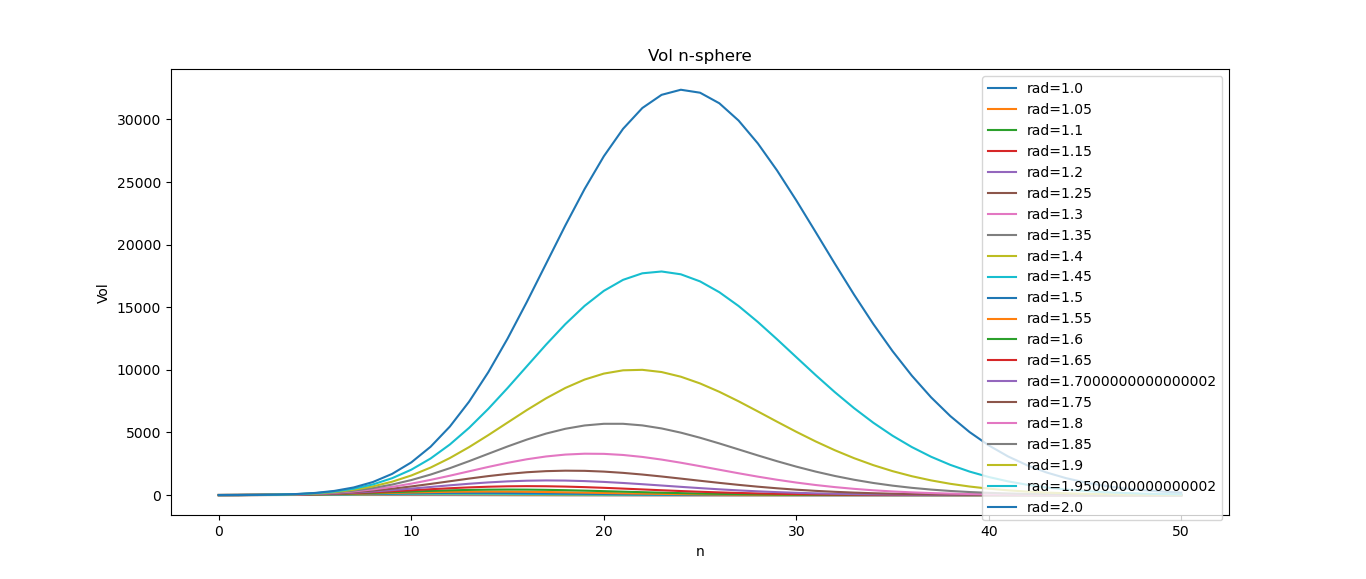 Vol n-sphere
Vol
30000
25000
20000
15000
10000
5000
0
0 10 20 30 40 50
n
rad=1.0
rad=1.05
rad=1.1
rad=1.15
rad=1.2
rad=1.25
rad=1.3
rad=1.35
rad=1.4
rad=1.45
rad=1.5
rad=1.55
rad=1.6
rad=1.65
rad=1.7000000000000002
rad=1.75
rad=1.8
rad=1.85
rad=1.9
rad=1.9500000000000002
rad=2.0